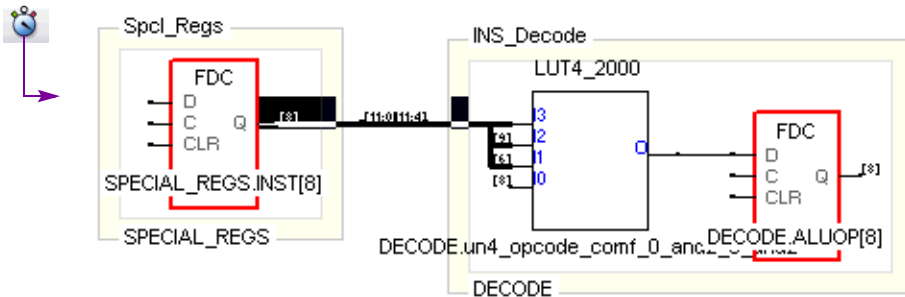 Spcl_Regs
FDC
D
C
Q
CLR
[8]
SPECIAL_REGS.INST[8]
SPECIAL_REGS
[11:0][11:4]
INS_Decode
LUT4_2000
I3
[9]
I2
[6]
I1
[8]
I0
O
FDC
D
C
Q
CLR
[8]
DECODE.ALUOP[8]
DECODE